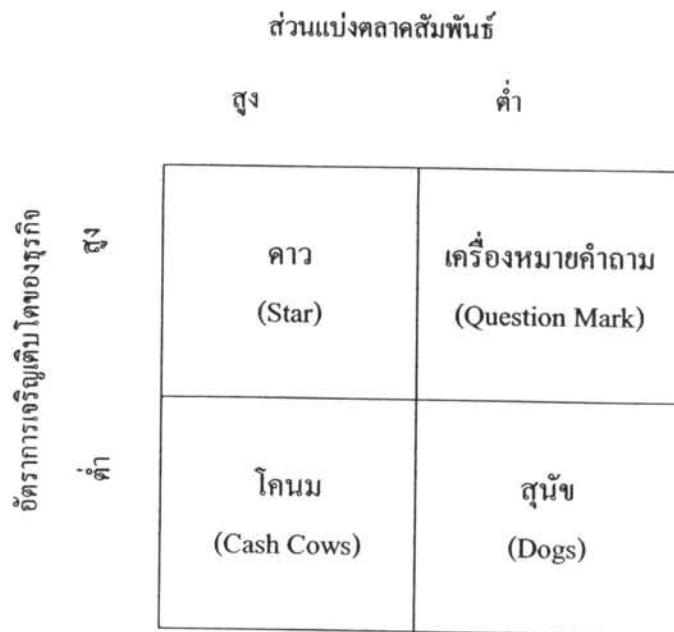 ส่วนแบ่งตลาดสัมพันธ์
สูง
ต่ำ
อัตราการเจริญเติบโตของธุรกิจ
สูง
ดาว
(Star)
เครื่องหมายคำถาม
(Question Mark)
ต่ำ
โคนม
(Cash Cows)
สุนัข
(Dogs)